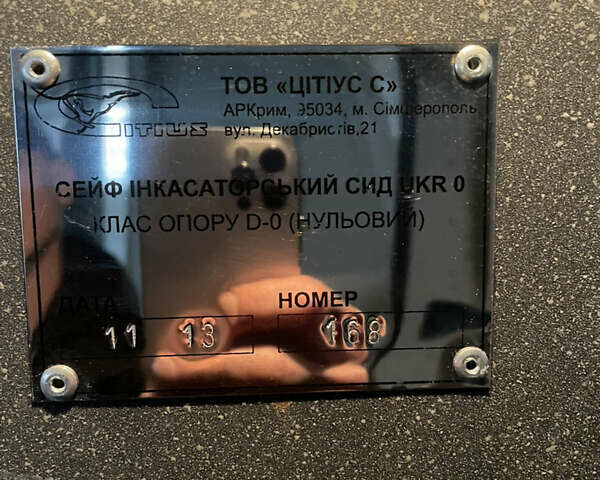 CITIUS
ТОВ «ЦІТІУС С»
АРКрим, 95034, м. Сімферополь
вул. Декабристів,21
СЕЙФ ІНКАСАТОРСЬКИЙ СИД UKR 0
КЛАС ОПОРУ D-0 (НУЛЬОВИЙ)
ДАТА НОМЕР
11 13 168